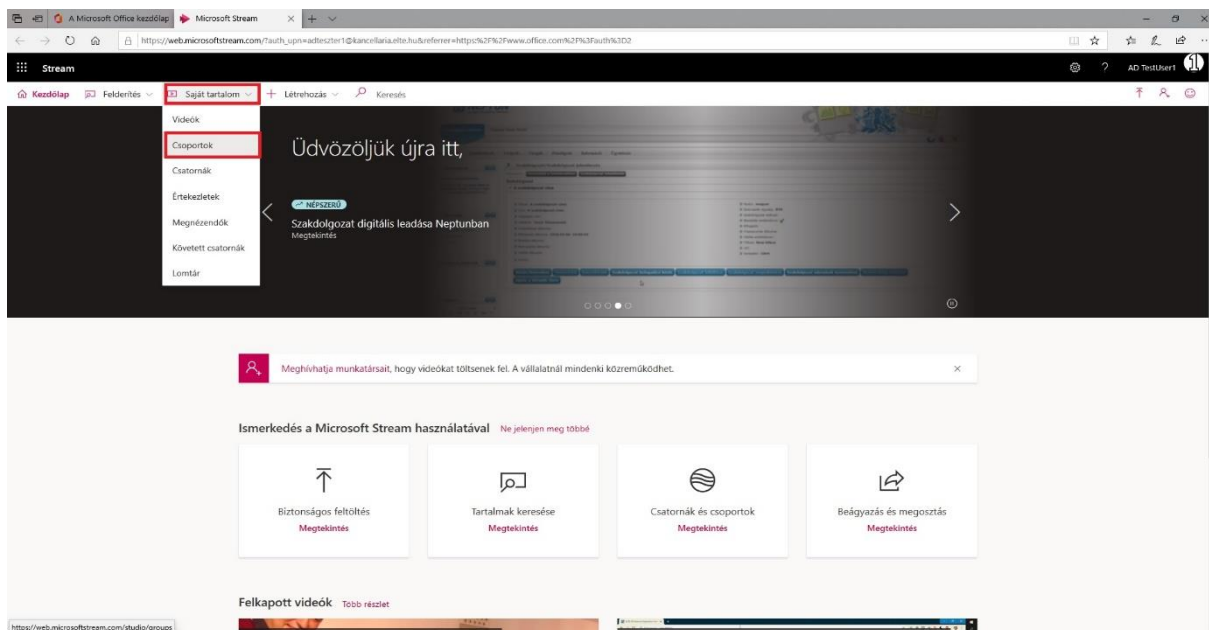 A Microsoft Office kezdőlap
Microsoft Stream
https://web.microsoftstream.com/?auth_upn=adteszter1@kancellaria.elte.hu&referrer=https:%2F%2Fwww.office.com%2F%3Fauth%3D2
Stream
? AD TestUser1
Kezdőlap Felderítés Saját tartalom Létrehozás Keresés
Videók
Csoportok
Csatornák
Értekezletek
Megnézendők
Követett csatornák
Lomtár
Üdvözöljük újra itt,
NÉPSZERŰ
Szakdolgozat digitális leadása Neptunban
Megtekintés
Meghívhatja munkatársait, hogy videókat töltsenek fel. A vállalatnál mindenki közreműködhet.
Ismerkedés a Microsoft Stream használatával Ne jelenjen meg többé
Biztonságos feltöltés
Megtekintés
Tartalmak keresése
Megtekintés
Csatornák és csoportok
Megtekintés
Beágyazás és megosztás
Megtekintés
Felkapott videók Több részlet
https://web.microsoftstream.com/studio/groups